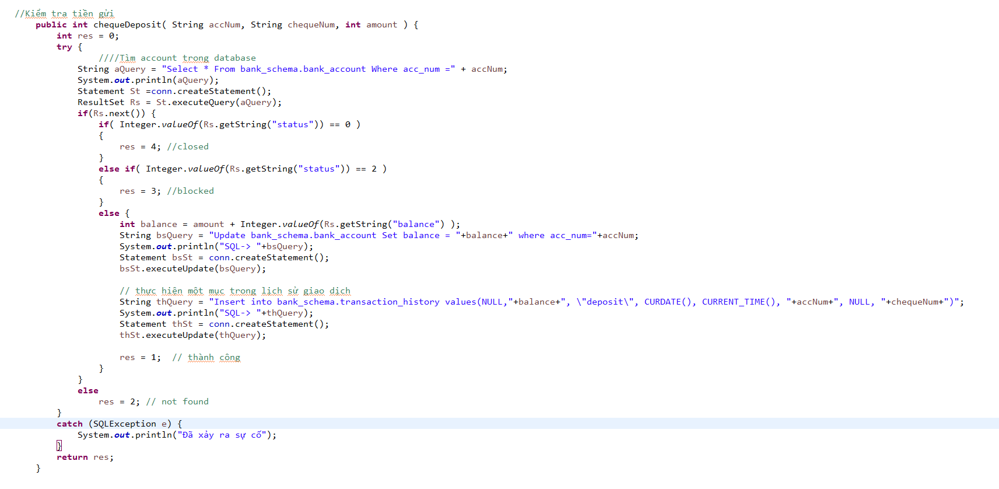 //Kiểm tra tiền gửi
public int chequeDeposit( String accNum, String chequeNum, int amount ) {
int res = 0;
try {
////Tìm account trong database
String aQuery = "Select * From bank_schema.bank_account Where acc_num =" + accNum;
System.out.println(aQuery);
Statement St =conn.createStatement();
ResultSet Rs = St.executeQuery(aQuery);
if(Rs.next()) {
if( Integer.valueOf(Rs.getString("status")) == 0 )
{
res = 4; //closed
}
else if( Integer.valueOf(Rs.getString("status")) == 2 )
{
res = 3; //blocked
}
else {
int balance = amount + Integer.valueOf(Rs.getString("balance") );
String bsQuery = "Update bank_schema.bank_account Set balance = "+balance+" where acc_num="+accNum;
System.out.println("SQL-> "+bsQuery);
Statement bsSt = conn.createStatement();
bsSt.executeUpdate(bsQuery);
// thực hiện một mục trong lịch sử giao dịch
String thQuery = "Insert into bank_schema.transaction_history values(NULL,"+balance+", \"deposit\", CURDATE(), CURRENT_TIME(), "+accNum+", NULL, "+chequeNum+")";
System.out.println("SQL-> "+thQuery);
Statement thSt = conn.createStatement();
thSt.executeUpdate(thQuery);
res = 1;  // thành công
}
}
else
res = 2; // not found
}
catch (SQLException e) {
System.out.println("Đã xảy ra sự cố");
}
return res;
}